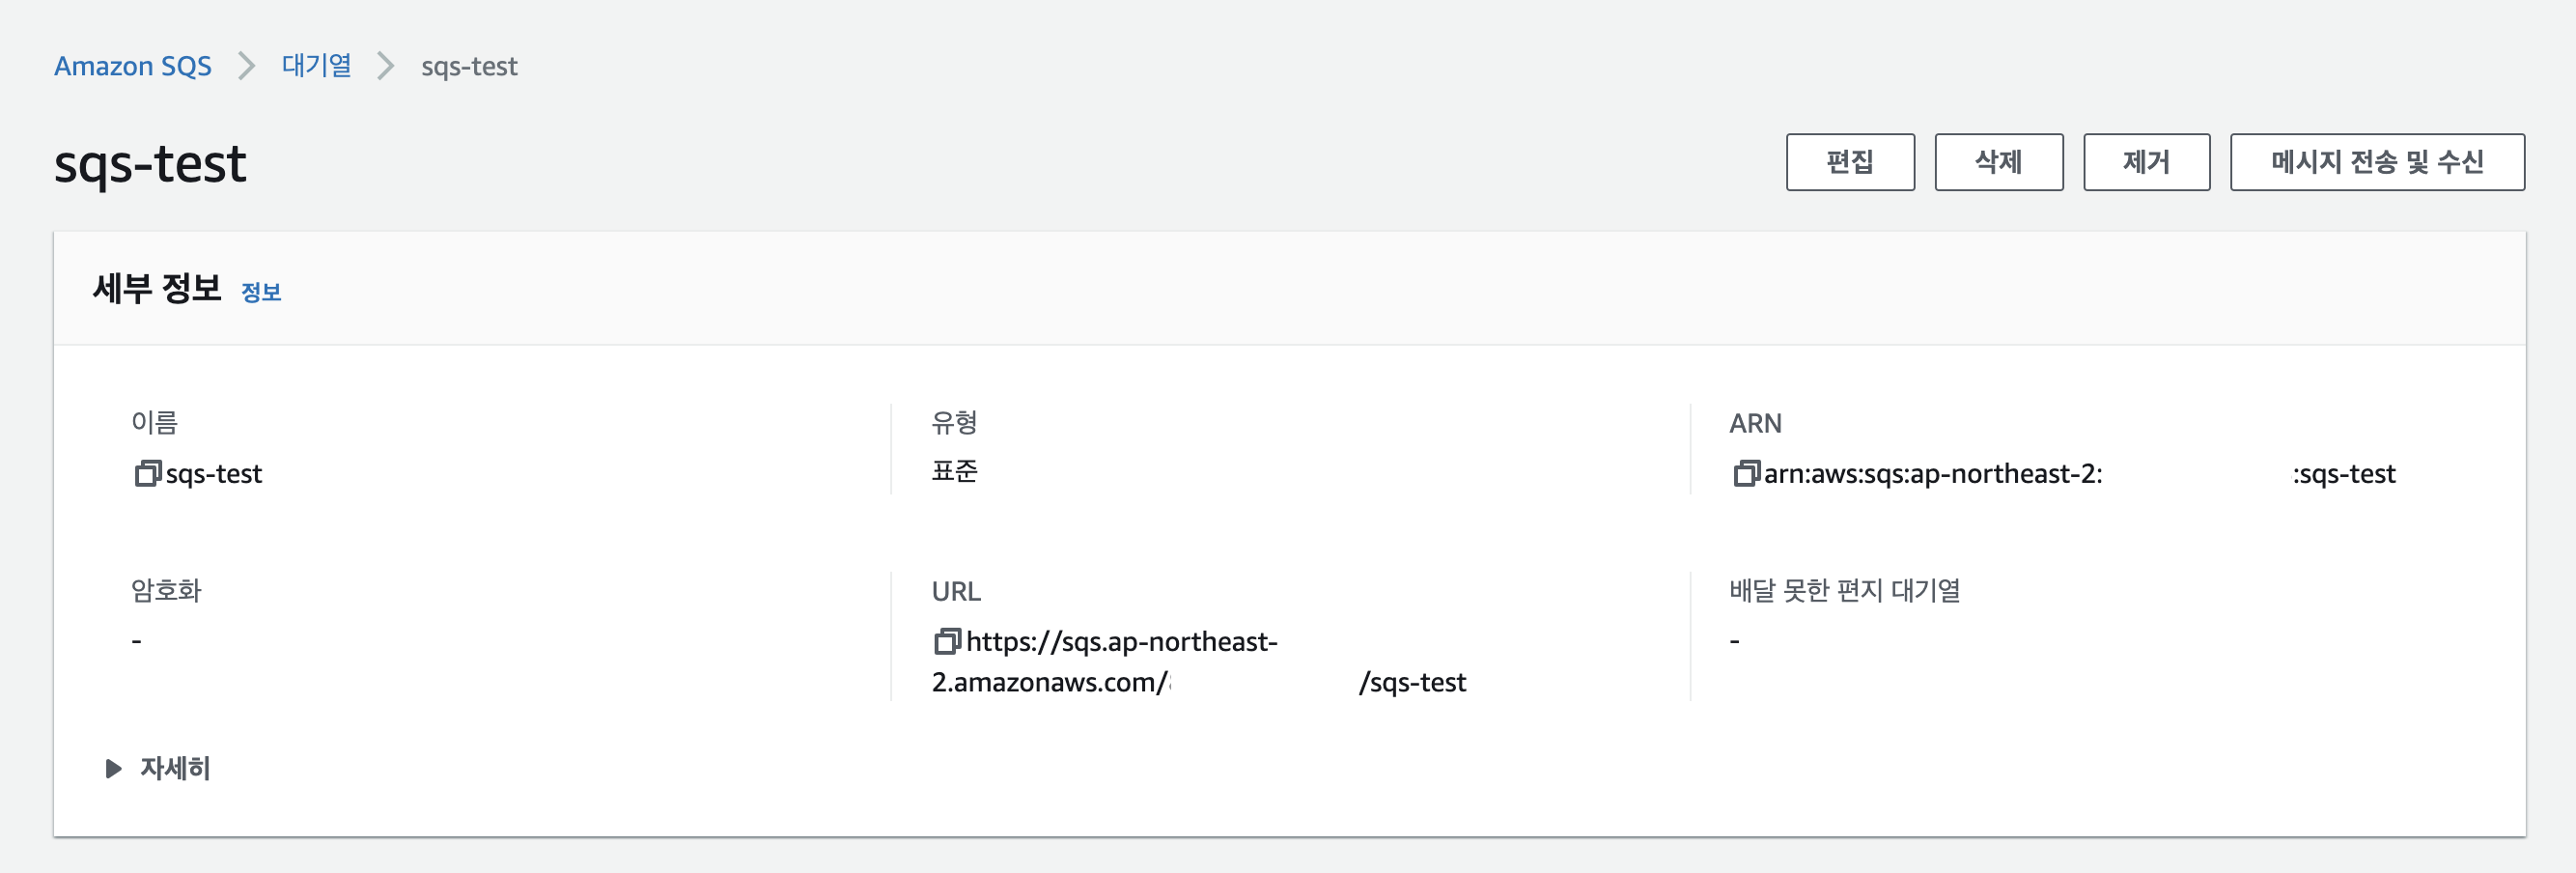 Amazon SQS > 대기열 > sqs-test
sqs-test
편집 삭제 제거 메시지 전송 및 수신
세부 정보 정보
이름
sqs-test
유형
표준
ARN
arn:aws:sqs:ap-northeast-2: :sqs-test
암호화
-
URL
https://sqs.ap-northeast-
2.amazonaws.com/ /sqs-test
배달 못한 편지 대기열
-
자세히